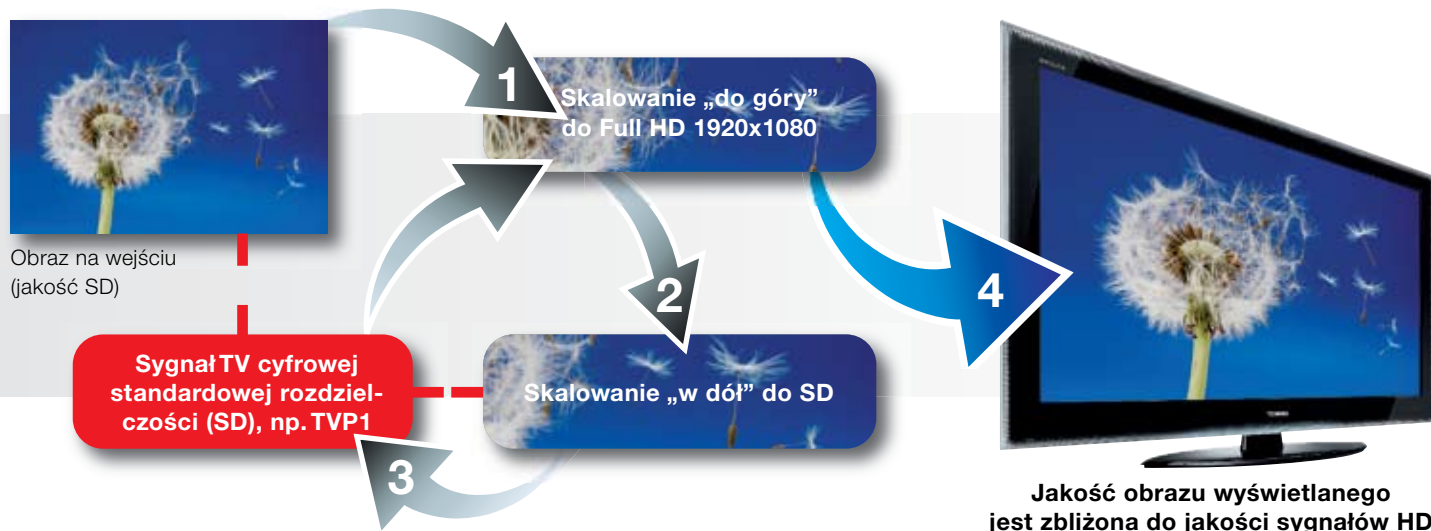 1
Skalowanie „do góry”
do Full HD 1920x1080
Obraz na wejściu
(jakość SD)
2
4
Sygnał TV cyfrowej
standardowej rozdziel-
czości (SD), np. TVP1
Skalowanie „w dół” do SD
3
Jakość obrazu wyświetlanego
jest zbliżona do jakości sygnałów HD